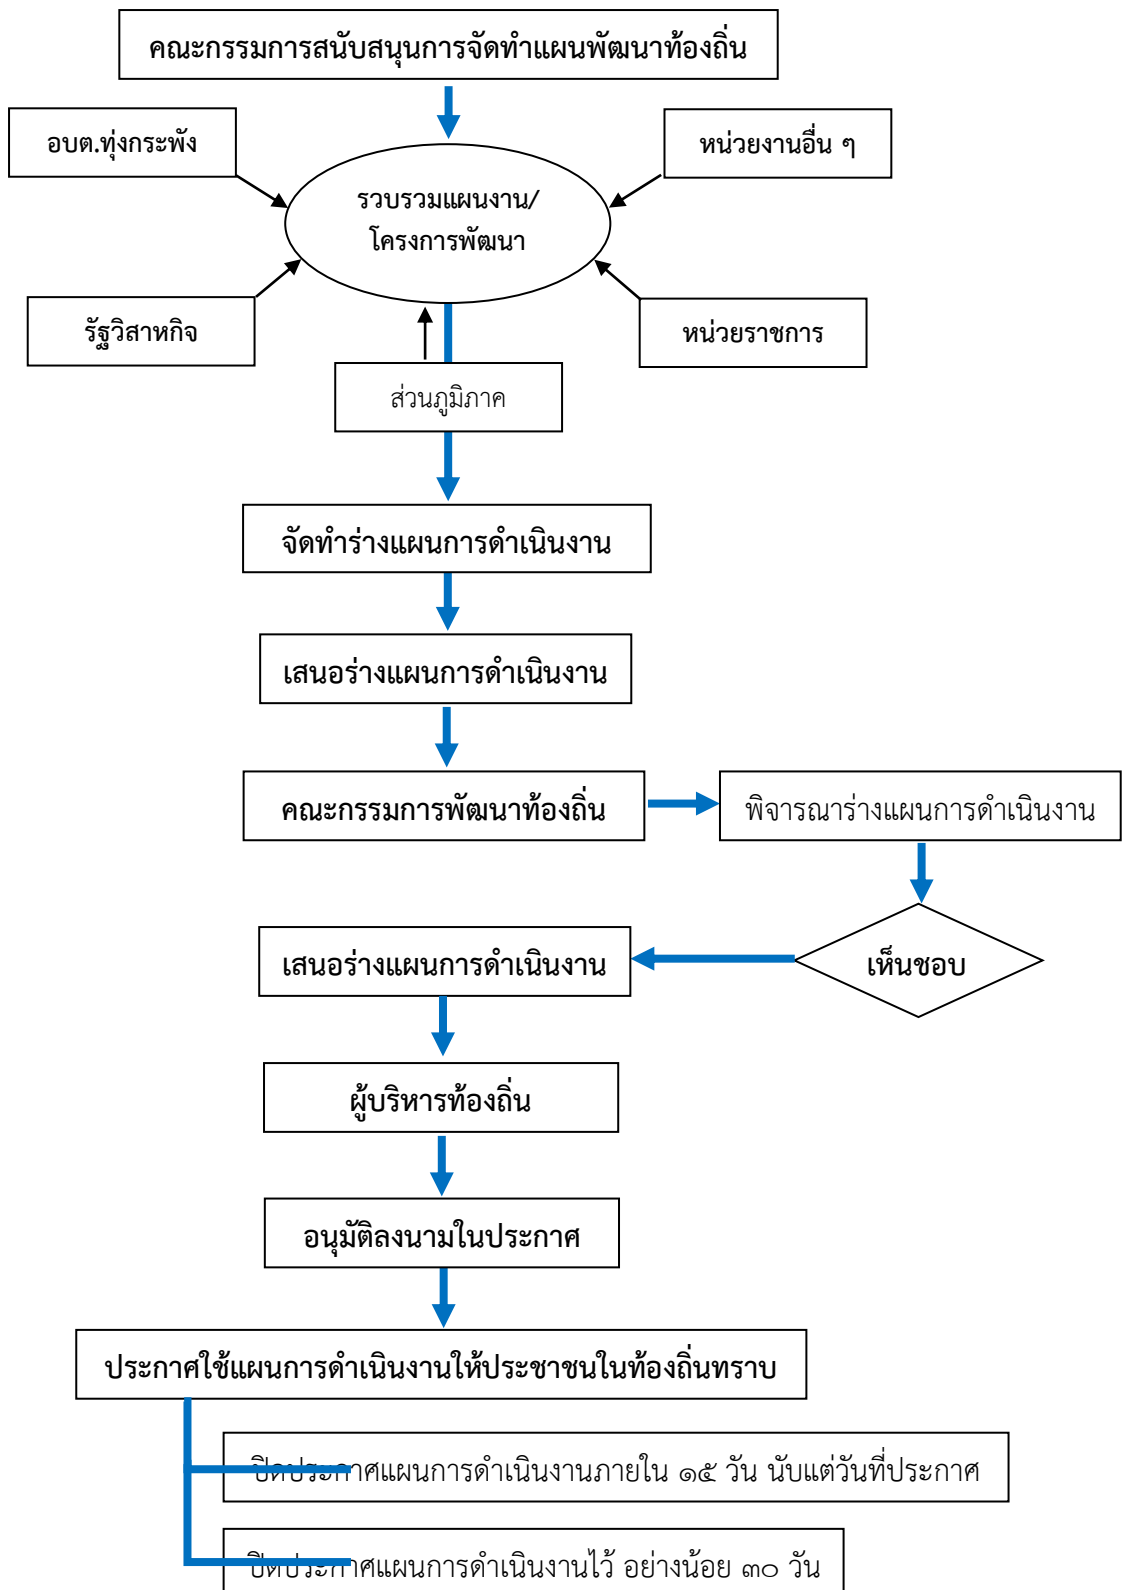 คณะกรรมการสนับสนุนการจัดทำแผนพัฒนาท้องถิ่น
อบต.ทุ่งกระพัง
หน่วยงานอื่น ๆ
รวบรวมแผนงาน/
โครงการพัฒนา
รัฐวิสาหกิจ
หน่วยราชการ
ส่วนภูมิภาค
จัดทำร่างแผนการดำเนินงาน
เสนอร่างแผนการดำเนินงาน
คณะกรรมการพัฒนาท้องถิ่น
พิจารณาร่างแผนการดำเนินงาน
เห็นชอบ
เสนอร่างแผนการดำเนินงาน
ผู้บริหารท้องถิ่น
อนุมัติลงนามในประกาศ
ประกาศใช้แผนการดำเนินงานให้ประชาชนในท้องถิ่นทราบ
ปิดประกาศแผนการดำเนินงานภายใน ๑๕ วัน นับแต่วันที่ประกาศ
ปิดประกาศแผนการดำเนินงานไว้ อย่างน้อย ๓๐ วัน